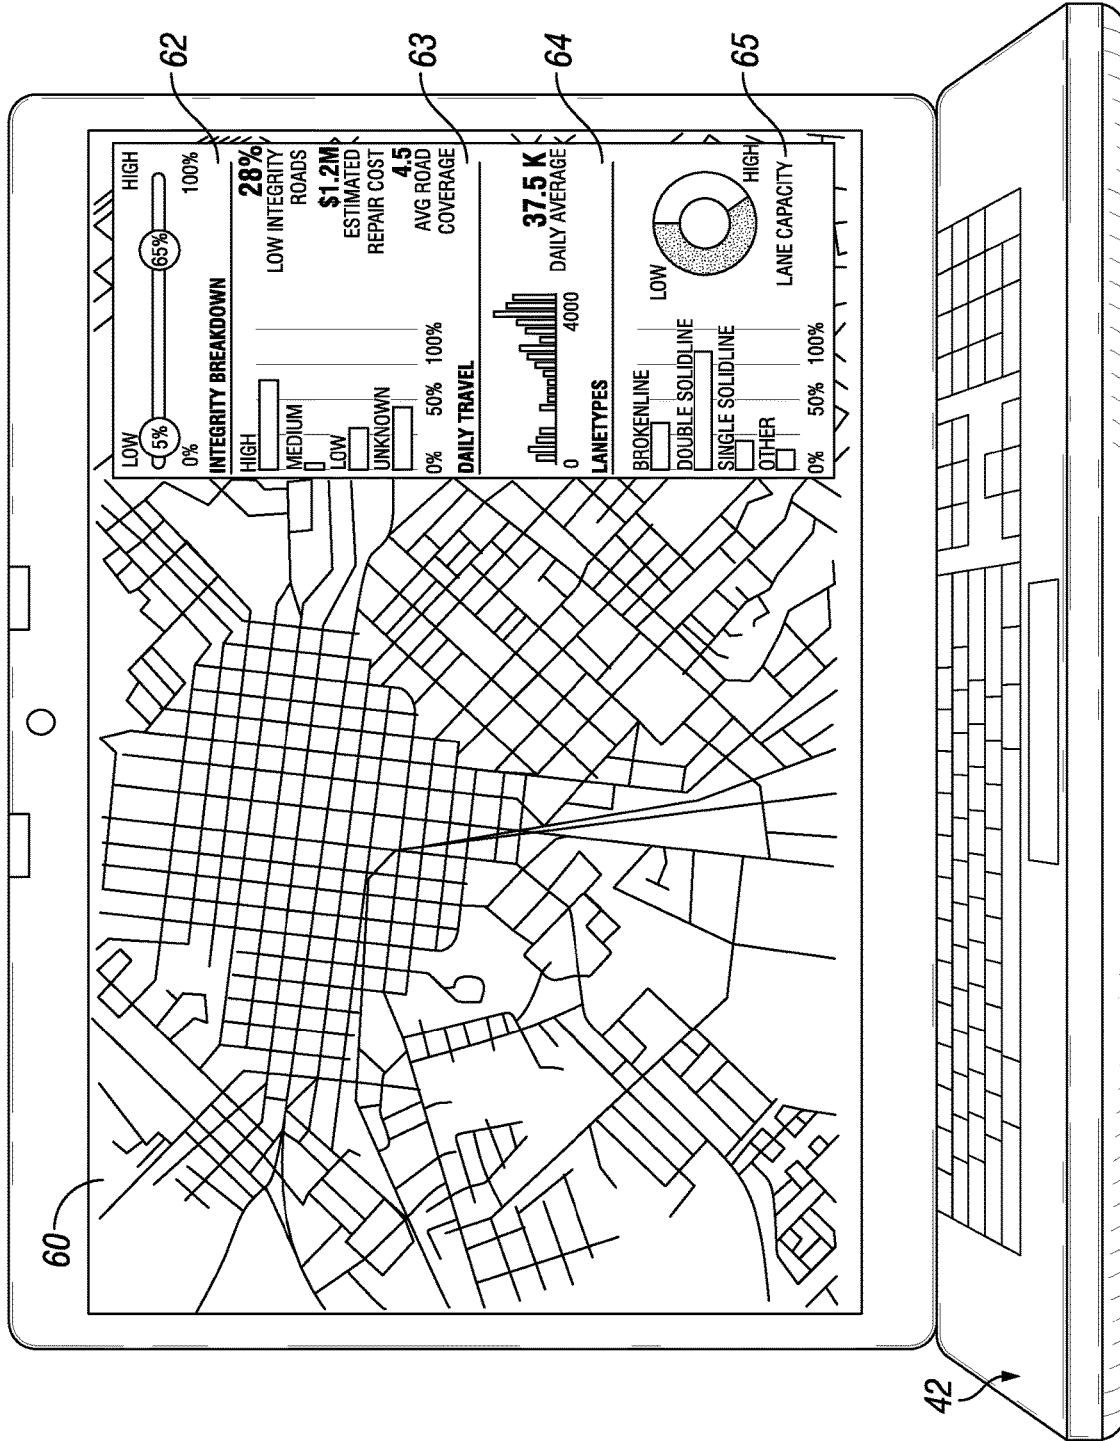 60
62
LOW
HIGH
5%
65%
0%
100%
INTEGRITY BREAKDOWN
HIGH
MEDIUM
LOW
UNKNOWN
0%
50%
100%
28%
LOW INTEGRITY
ROADS
$1.2M
ESTIMATED
REPAIR COST
4.5
AVG ROAD
COVERAGE
63
DAILY TRAVEL
0
4000
37.5 K
DAILY AVERAGE
64
LANETYPES
BROKENLINE
DOUBLE SOLIDLINE
SINGLE SOLIDLINE
OTHER
0%
50%
100%
LOW
HIGH
LANE CAPACITY
65
42